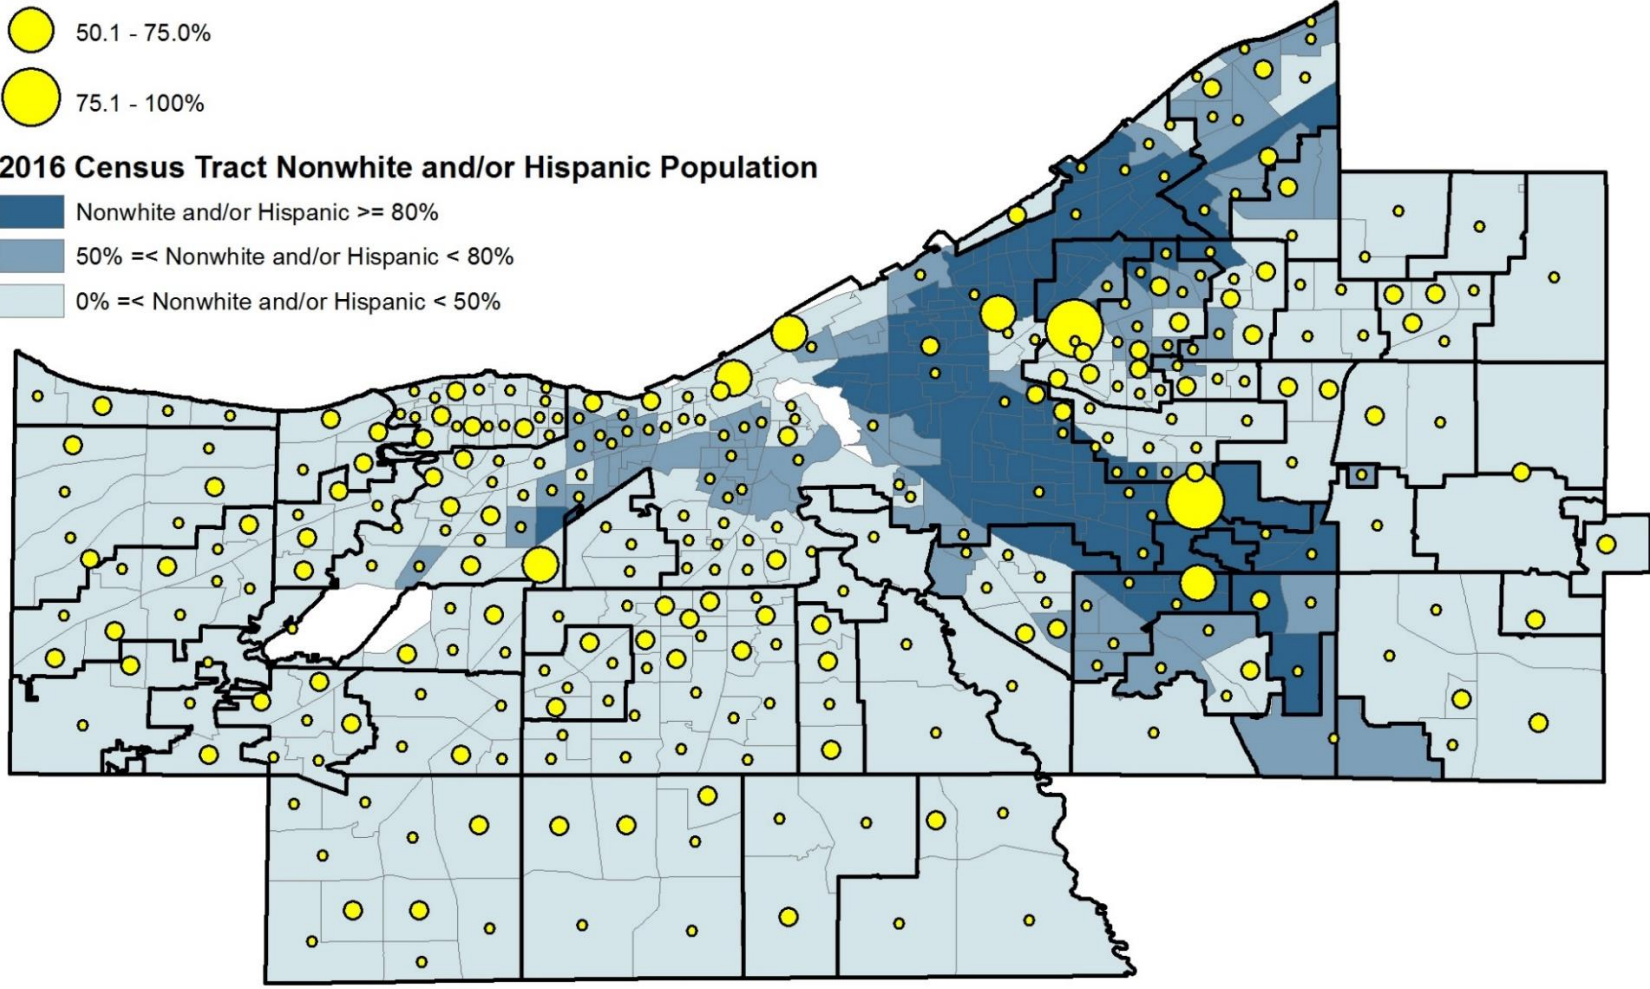 50.1 - 75.0%
75.1 - 100%
2016 Census Tract Nonwhite and/or Hispanic Population
Nonwhite and/or Hispanic >= 80%
50% =< Nonwhite and/or Hispanic < 80%
0% =< Nonwhite and/or Hispanic < 50%